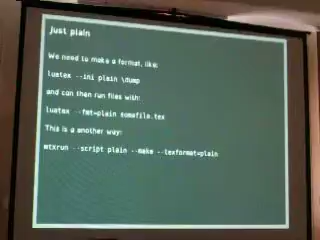 Just plain
We need to make a format, like:
luatex --ini plain \dump
and can then run files with:
luatex --fmt=plain somefile.tex
This is a another way:
mtxrun --script plain --make --texformat=plain